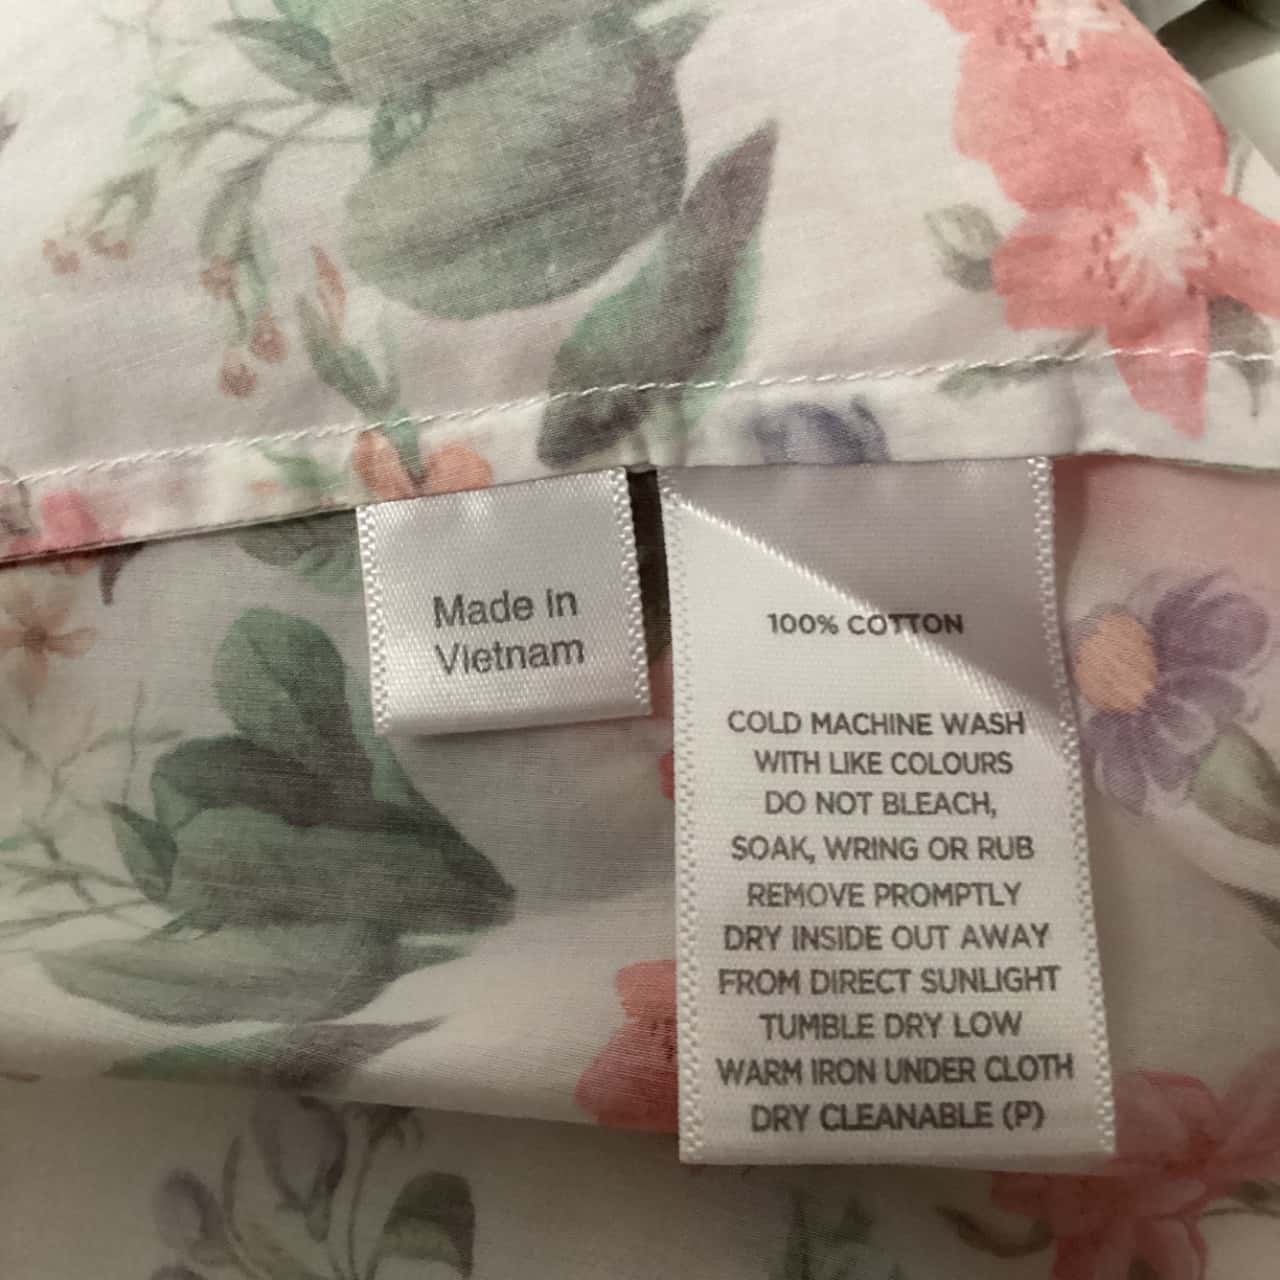 Made in
Vietnam
100% COTTON
COLD MACHINE WASH
WITH LIKE COLOURS
DO NOT BLEACH,
SOAK, WRING OR RUB
REMOVE PROMPTLY
DRY INSIDE OUT AWAY
FROM DIRECT SUNLIGHT
TUMBLE DRY LOW
WARM IRON UNDER CLOTH
DRY CLEANABLE (P)